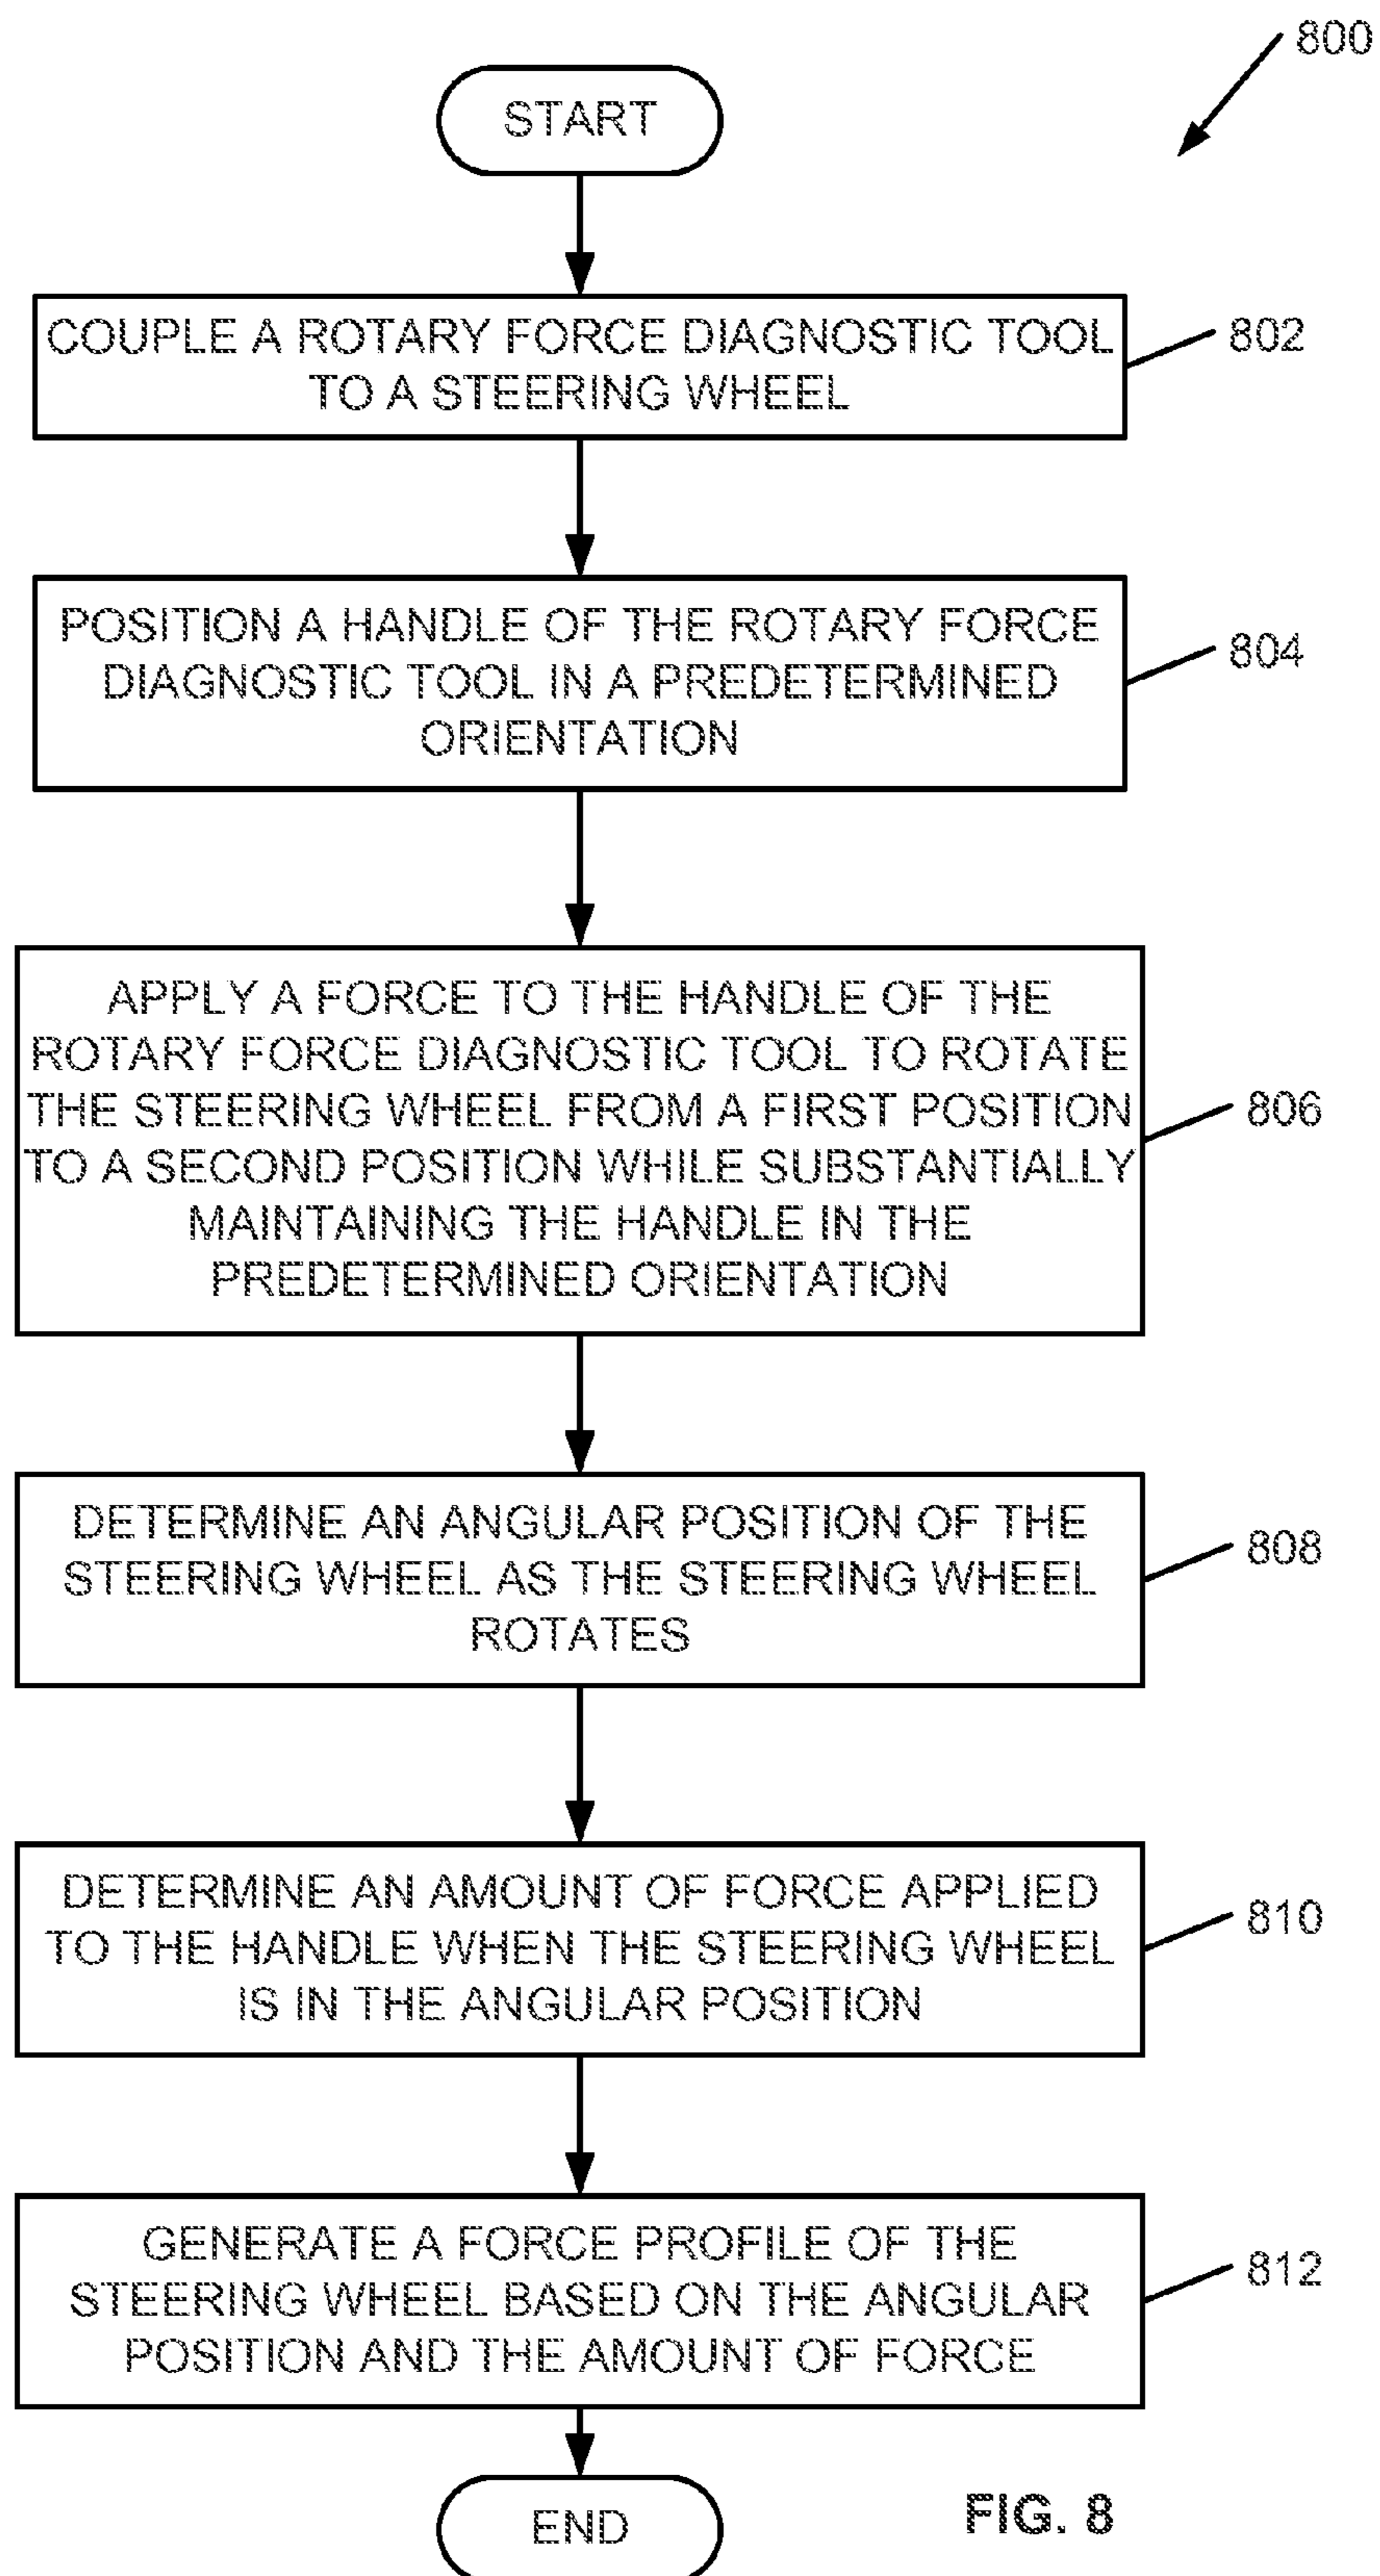 800
START
COUPLE A ROTARY FORCE DIAGNOSTIC TOOL
TO A STEERING WHEEL
802
POSITION A HANDLE OF THE ROTARY FORCE
DIAGNOSTIC TOOL IN A PREDETERMINED
ORIENTATION
804
APPLY A FORCE TO THE HANDLE OF THE
ROTARY FORCE DIAGNOSTIC TOOL TO ROTATE
THE STEERING WHEEL FROM A FIRST POSITION
TO A SECOND POSITION WHILE SUBSTANTIALLY
MAINTAINING THE HANDLE IN THE
PREDETERMINED ORIENTATION
806
DETERMINE AN ANGULAR POSITION OF THE
STEERING WHEEL AS THE STEERING WHEEL
ROTATES
808
DETERMINE AN AMOUNT OF FORCE APPLIED
TO THE HANDLE WHEN THE STEERING WHEEL
IS IN THE ANGULAR POSITION
810
GENERATE A FORCE PROFILE OF THE
STEERING WHEEL BASED ON THE ANGULAR
POSITION AND THE AMOUNT OF FORCE
812
END
FIG. 8